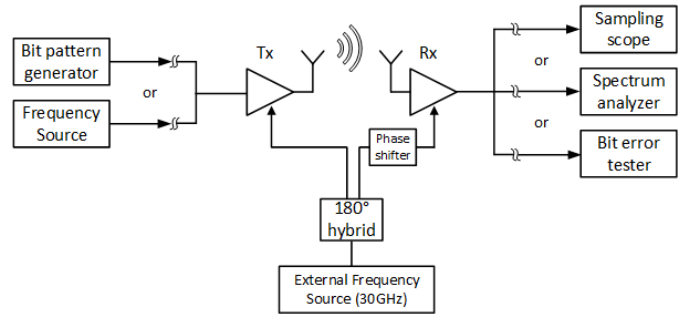 Bit pattern
generator
or
Frequency
Source
Tx
Rx
Phase
shifter
180°
hybrid
External Frequency
Source (30GHz)
Sampling
scope
or
Spectrum
analyzer
or
Bit error
tester